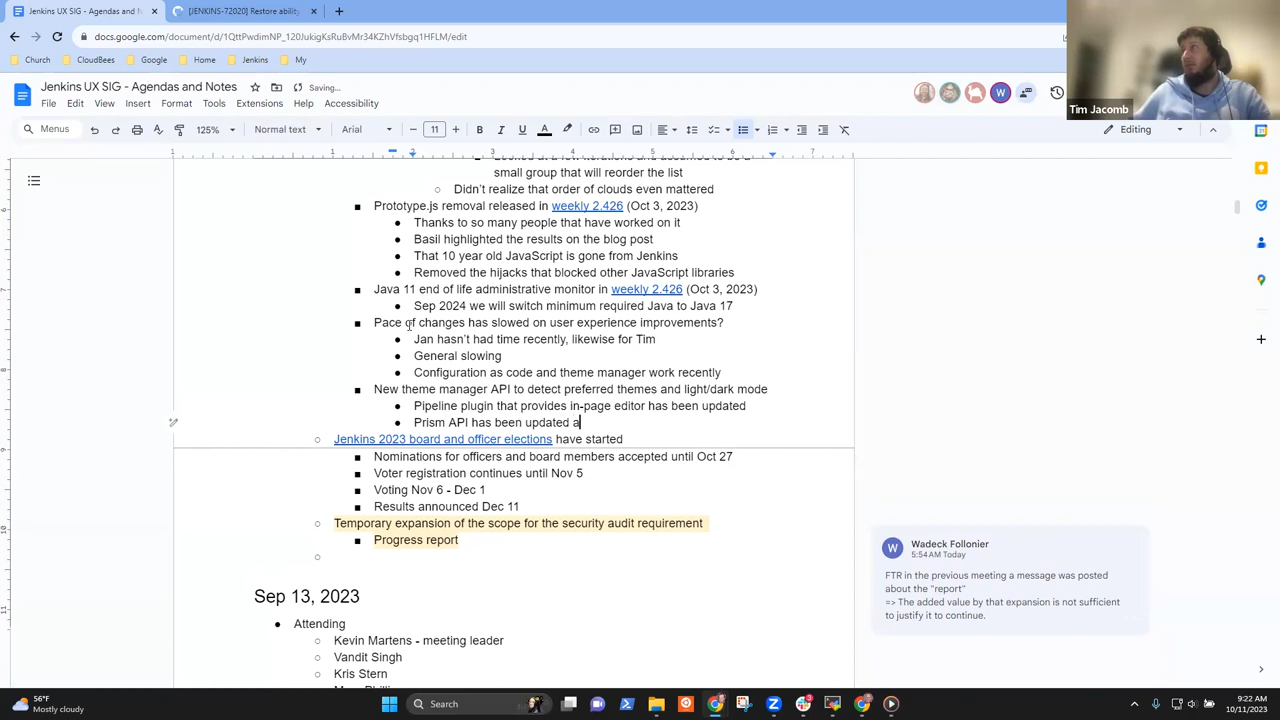 Jenkins UX SIG - Agendas and N
[JENKINS-72020] Restore ability
docs.google.com/document/d/1QttPwdimNP_120JukigKsRuBvMr34KZhVfsbgq1HFLM/edit
Church CloudBees Google Home Jenkins My
Jenkins UX SIG - Agendas and Notes Saving...
File Edit View Insert Format Tools Extensions Help Accessibility
Tim Jacomb
Menus 125% Normal text Arial 11 Editing
1 1 2 3 4 5 6 7
small group that will reorder the list
Didn't realize that order of clouds even mattered
Prototype.js removal released in weekly 2.426 (Oct 3, 2023)
Thanks to so many people that have worked on it
Basil highlighted the results on the blog post
That 10 year old JavaScript is gone from Jenkins
Removed the hijacks that blocked other JavaScript libraries
Java 11 end of life administrative monitor in weekly 2.426 (Oct 3, 2023)
Sep 2024 we will switch minimum required Java to Java 17
Pace of changes has slowed on user experience improvements?
Jan hasn't had time recently, likewise for Tim
General slowing
Configuration as code and theme manager work recently
New theme manager API to detect preferred themes and light/dark mode
Pipeline plugin that provides in-page editor has been updated
Prism API has been updated a
Jenkins 2023 board and officer elections have started
Nominations for officers and board members accepted until Oct 27
Voter registration continues until Nov 5
Voting Nov 6 - Dec 1
Results announced Dec 11
Temporary expansion of the scope for the security audit requirement
Progress report
Wadeck Follonier
5:54 AM Today
FTR in the previous meeting a message was posted
about the "report"
=> The added value by that expansion is not sufficient
to justify it to continue.
Sep 13, 2023
Attending
Kevin Martens - meeting leader
Vandit Singh
Kris Stern
56°F
Mostly cloudy
Search
9:22 AM
10/11/2023